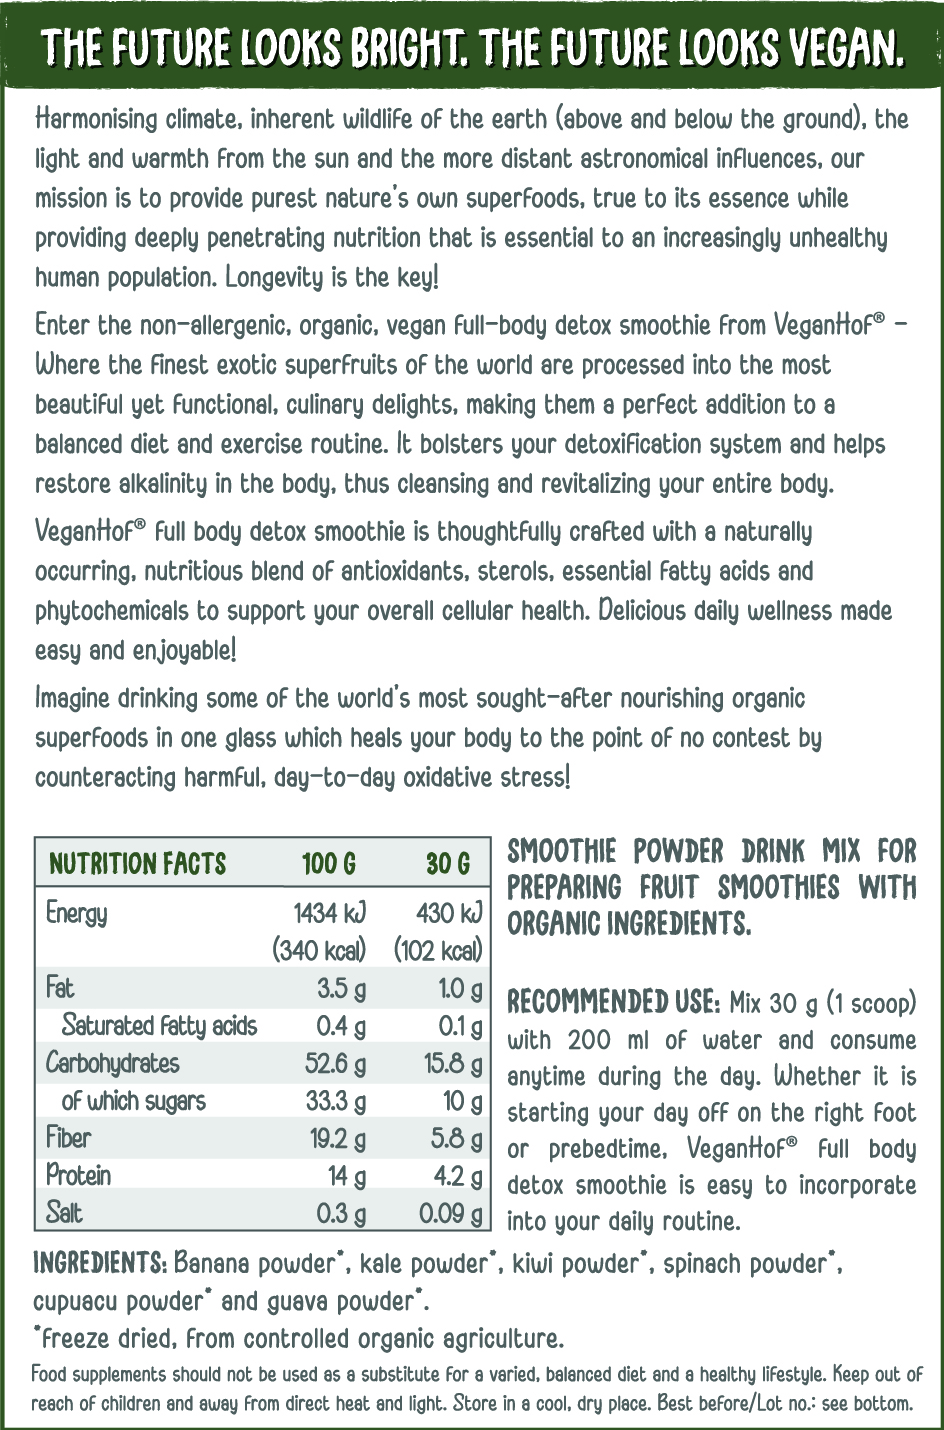 THE FUTURE LOOKS BRIGHT. THE FUTURE LOOKS VEGAN.
Harmonising climate, inherent wildlife of the earth (above and below the ground), the
light and warmth from the sun and the more distant astronomical influences, our
mission is to provide purest nature's own superfoods, true to its essence while
providing deeply penetrating nutrition that is essential to an increasingly unhealthy
human population. Longevity is the key!
Enter the non-allergenic, organic, vegan full-body detox smoothie from VeganHof® –
Where the finest exotic superfruits of the world are processed into the most
beautiful yet functional, culinary delights, making them a perfect addition to a
balanced diet and exercise routine. It bolsters your detoxification system and helps
restore alkalinity in the body, thus cleansing and revitalizing your entire body.
VeganHof® full body detox smoothie is thoughtfully crafted with a naturally
occurring, nutritious blend of antioxidants, sterols, essential fatty acids and
phytochemicals to support your overall cellular health. Delicious daily wellness made
easy and enjoyable!
Imagine drinking some of the world's most sought-after nourishing organic
superfoods in one glass which heals your body to the point of no contest by
counteracting harmful, day-to-day oxidative stress!
NUTRITION FACTS 100 G 30 G
Energy 1434 kJ 430 kJ
(340 kcal) (102 kcal)
Fat 3.5 g 1.0 g
Saturated fatty acids 0.4 g 0.1 g
Carbohydrates 52.6 g 15.8 g
of which sugars 33.3 g 10 g
Fiber 19.2 g 5.8 g
Protein 14 g 4.2 g
Salt 0.3 g 0.09 g
SMOOTHIE POWDER DRINK MIX FOR
PREPARING FRUIT SMOOTHIES WITH
ORGANIC INGREDIENTS.
RECOMMENDED USE: Mix 30 g (1 scoop)
with 200 ml of water and consume
anytime during the day. Whether it is
starting your day off on the right foot
or prebedtime, VeganHof® full body
detox smoothie is easy to incorporate
into your daily routine.
INGREDIENTS: Banana powder*, kale powder*, kiwi powder*, spinach powder*,
cupuacu powder* and guava powder*.
*freeze dried, from controlled organic agriculture.
Food supplements should not be used as a substitute for a varied, balanced diet and a healthy lifestyle. Keep out of
reach of children and away from direct heat and light. Store in a cool, dry place. Best before/Lot no.: see bottom.